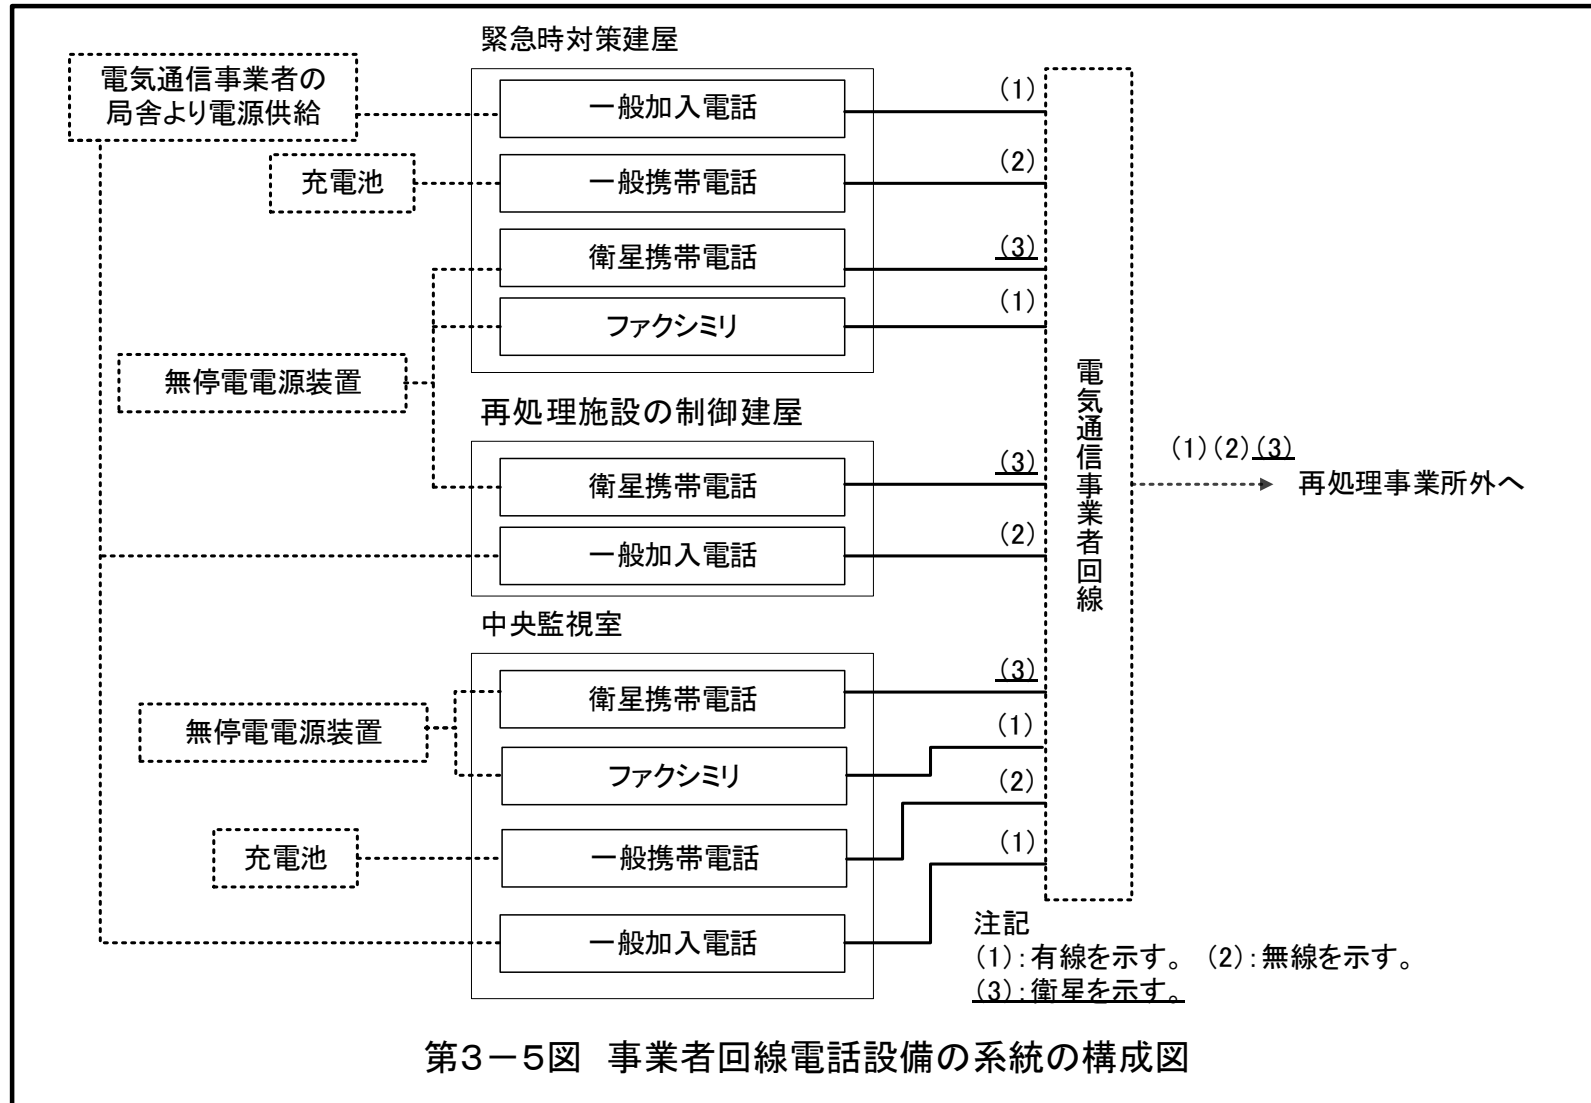 緊急時対策建屋
電気通信事業者の
局舎より電源供給
一般加入電話
(1)
充電池
一般携帯電話
(2)
衛星携帯電話
(3)
ファクシミリ
(1)
無停電電源装置
再処理施設の制御建屋
衛星携帯電話
(3)
一般加入電話
(2)
電気通信事業者回線
(1)(2)(3)
再処理事業所外へ
中央監視室
衛星携帯電話
(3)
無停電電源装置
ファクシミリ
(1)
充電池
一般携帯電話
(2)
一般加入電話
(1)
注記
(1):有線を示す。 (2):無線を示す。
(3):衛星を示す。
第3-5図 事業者回線電話設備の系統の構成図